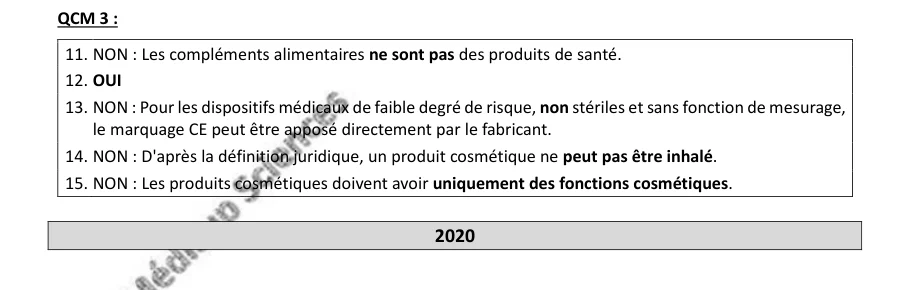 QCM 3 :
11. NON : Les compléments alimentaires ne sont pas des produits de santé.
12. OUI
13. NON : Pour les dispositifs médicaux de faible degré de risque, non stériles et sans fonction de mesurage,
le marquage CE peut être apposé directement par le fabricant.
14. NON : D'après la définition juridique, un produit cosmétique ne peut pas être inhalé.
15. NON : Les produits cosmétiques doivent avoir uniquement des fonctions cosmétiques.
2020
Sciences